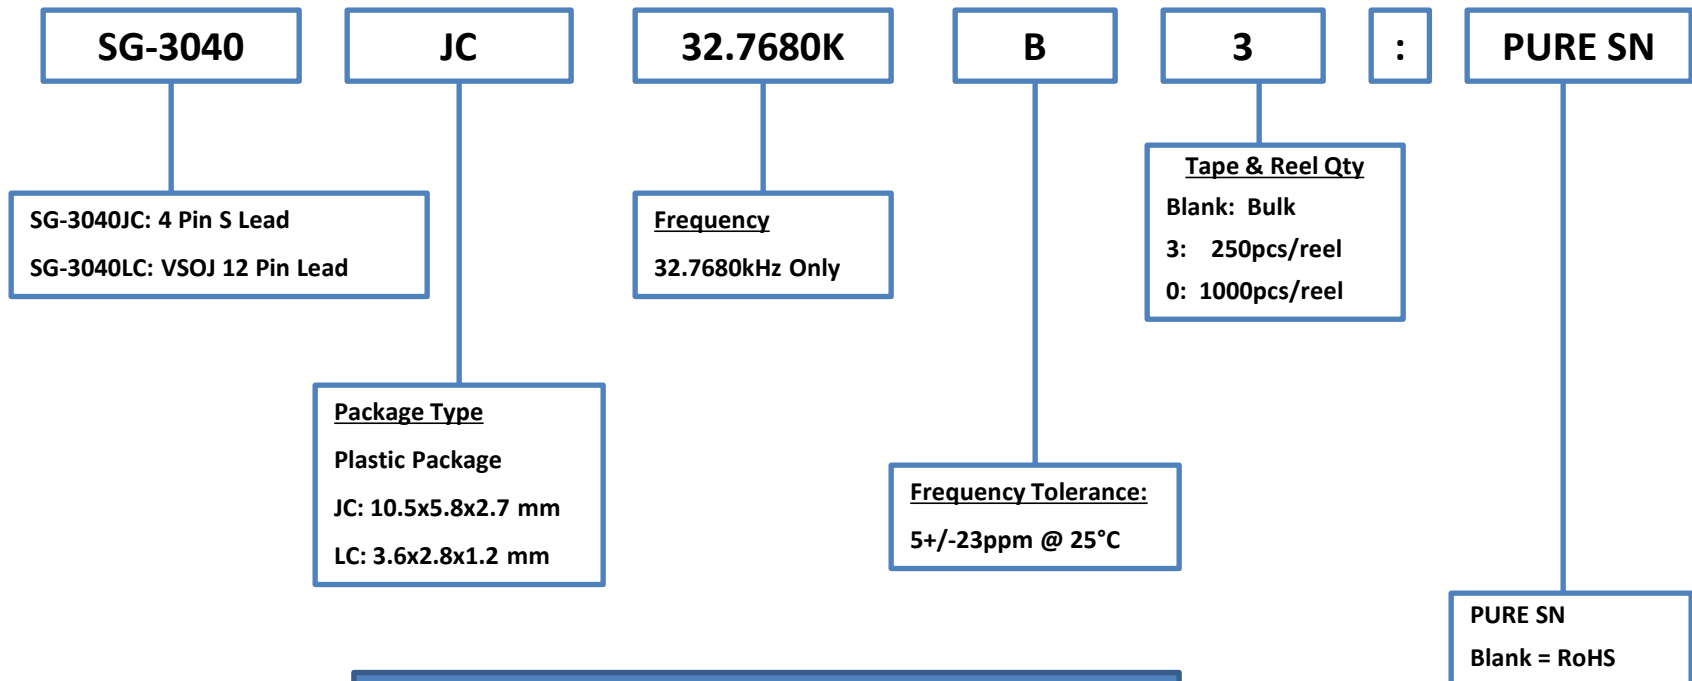 SG-3040
JC
32.7680K
B
3
:
PURE SN
SG-3040JC: 4 Pin S Lead
SG-3040LC: VSOJ 12 Pin Lead
Frequency
32.7680kHz Only
Tape & Reel Qty
Blank: Bulk
3: 250pcs/reel
0: 1000pcs/reel
Package Type
Plastic Package
JC: 10.5x5.8x2.7 mm
LC: 3.6x2.8x1.2 mm
Frequency Tolerance:
5+/-23ppm @ 25°C
PURE SN
Blank = RoHS